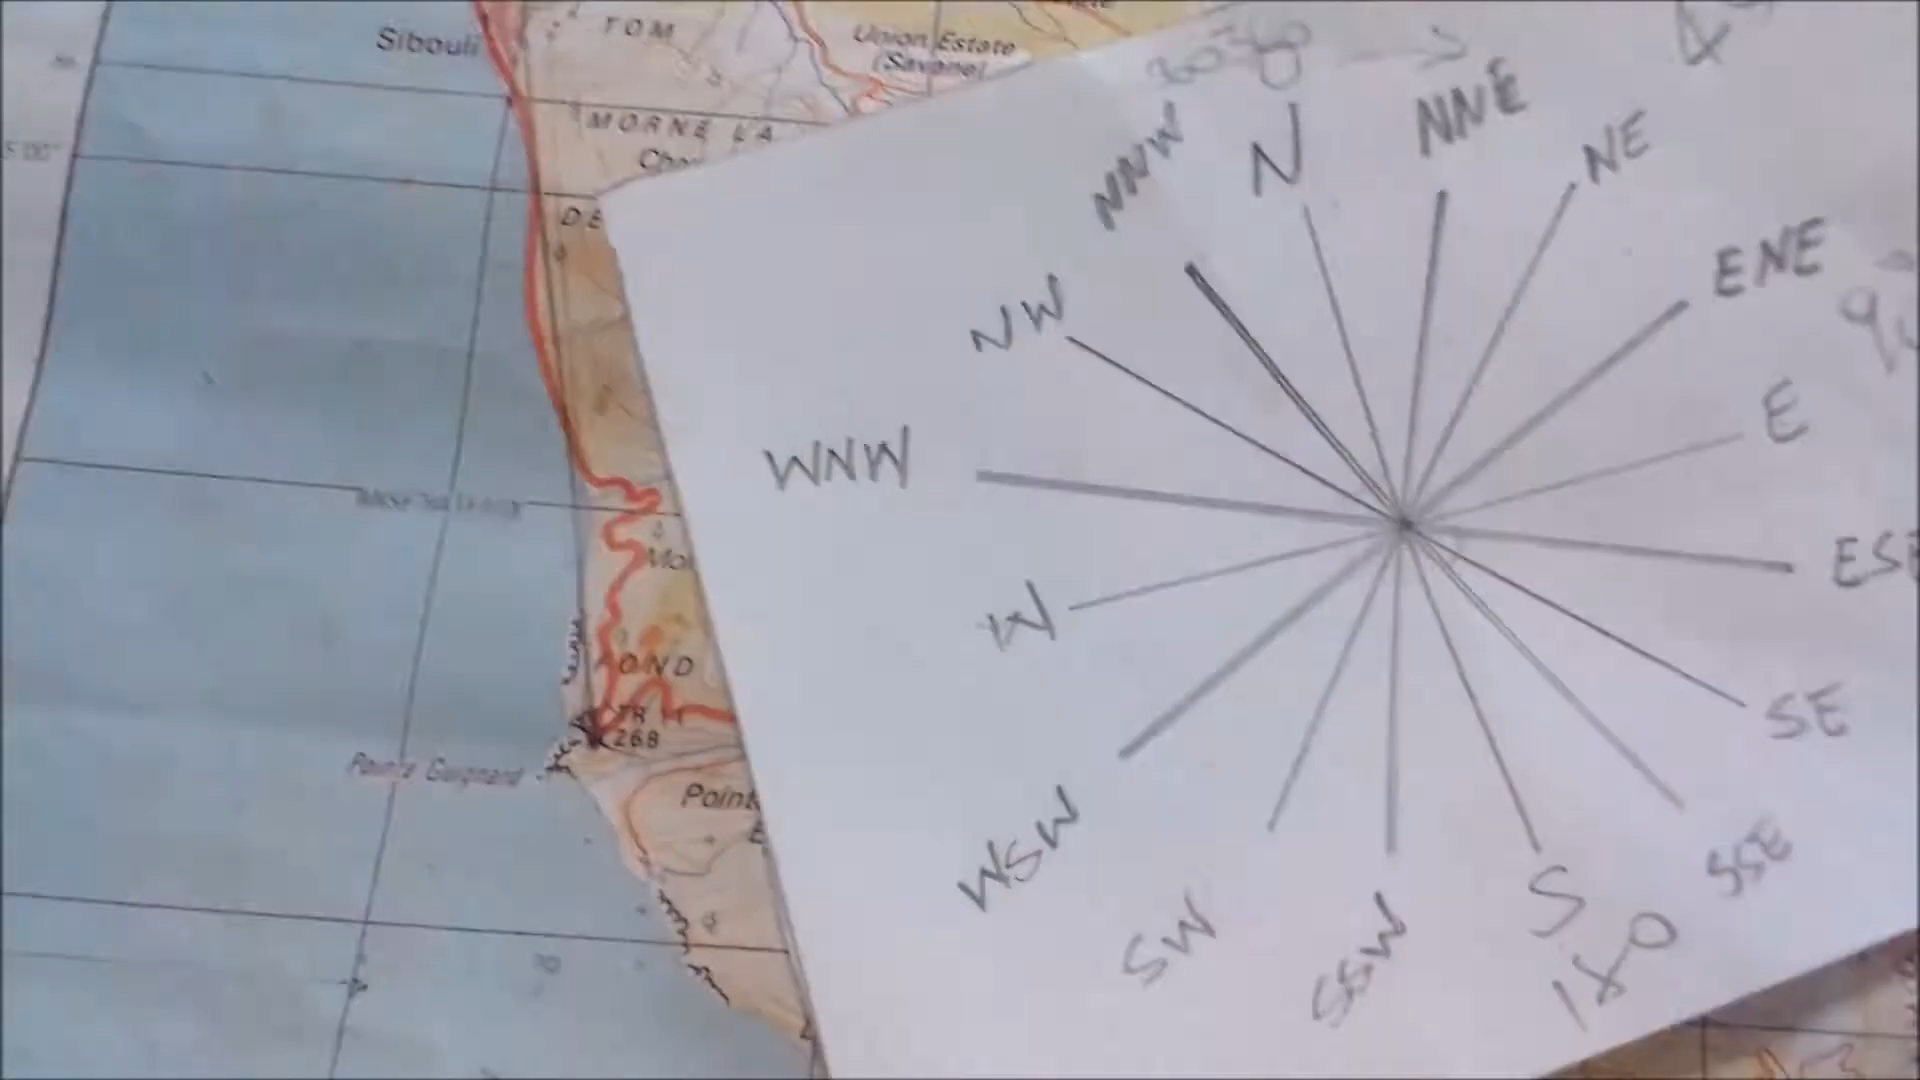 Sibouli
TOM
Union Estate
(Savane)
MORNE LA
DE
OND
TR
268
Pointe Guignard
N
NNE
NE
ENE
E
ESE
SE
SSE
S
180
SSW
SW
WSW
W
WNW
NW
NNW